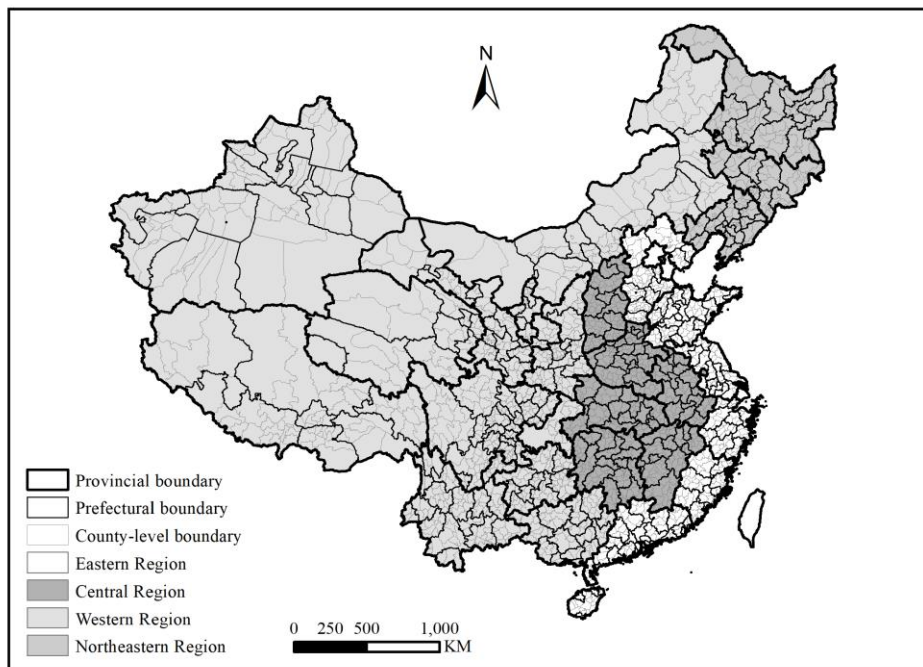 N
Provincial boundary
Prefectural boundary
County-level boundary
Eastern Region
Central Region
Western Region
Northeastern Region
0 250 500 1,000
KM